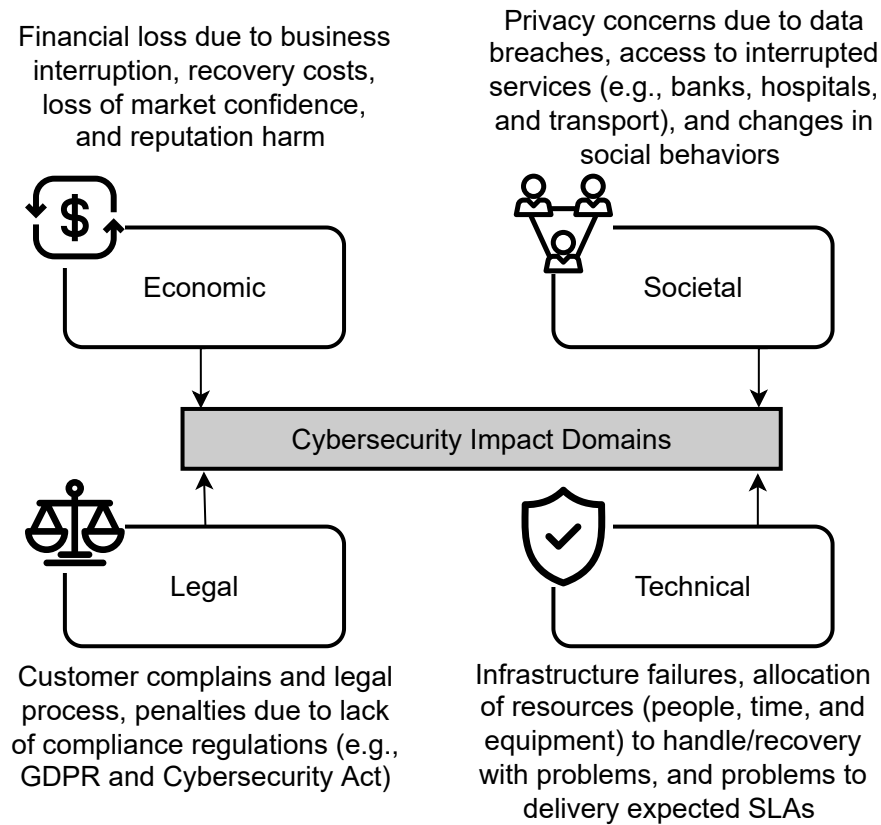 Financial loss due to business
interruption, recovery costs,
loss of market confidence,
and reputation harm
Privacy concerns due to data
breaches, access to interrupted
services (e.g., banks, hospitals,
and transport), and changes in
social behaviors
$
Economic
Societal
Cybersecurity Impact Domains
Legal
Technical
Customer complains and legal
process, penalties due to lack
of compliance regulations (e.g.,
GDPR and Cybersecurity Act)
Infrastructure failures, allocation
of resources (people, time, and
equipment) to handle/recovery
with problems, and problems to
delivery expected SLAs